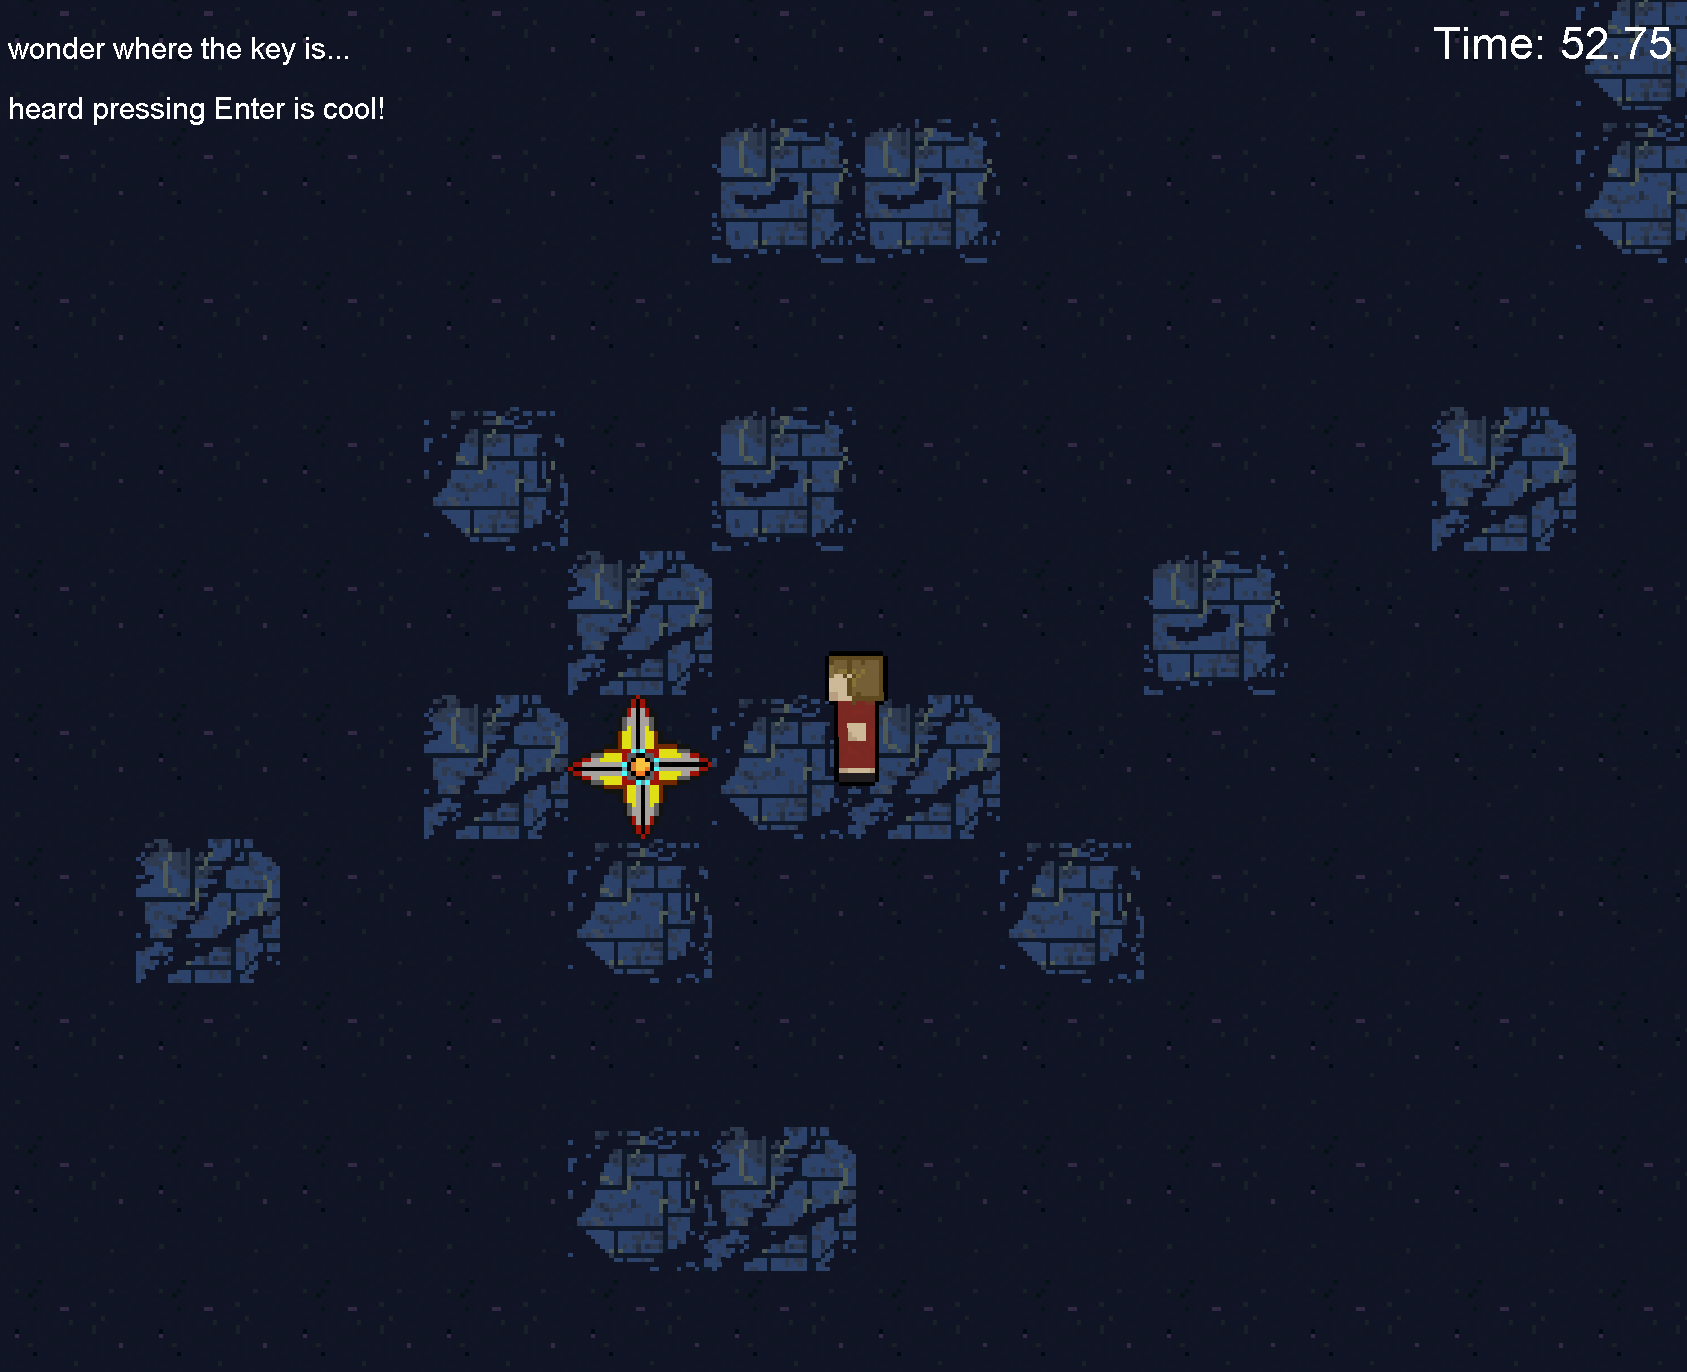 wonder where the key is...
Time: 52.75
heard pressing Enter is cool!